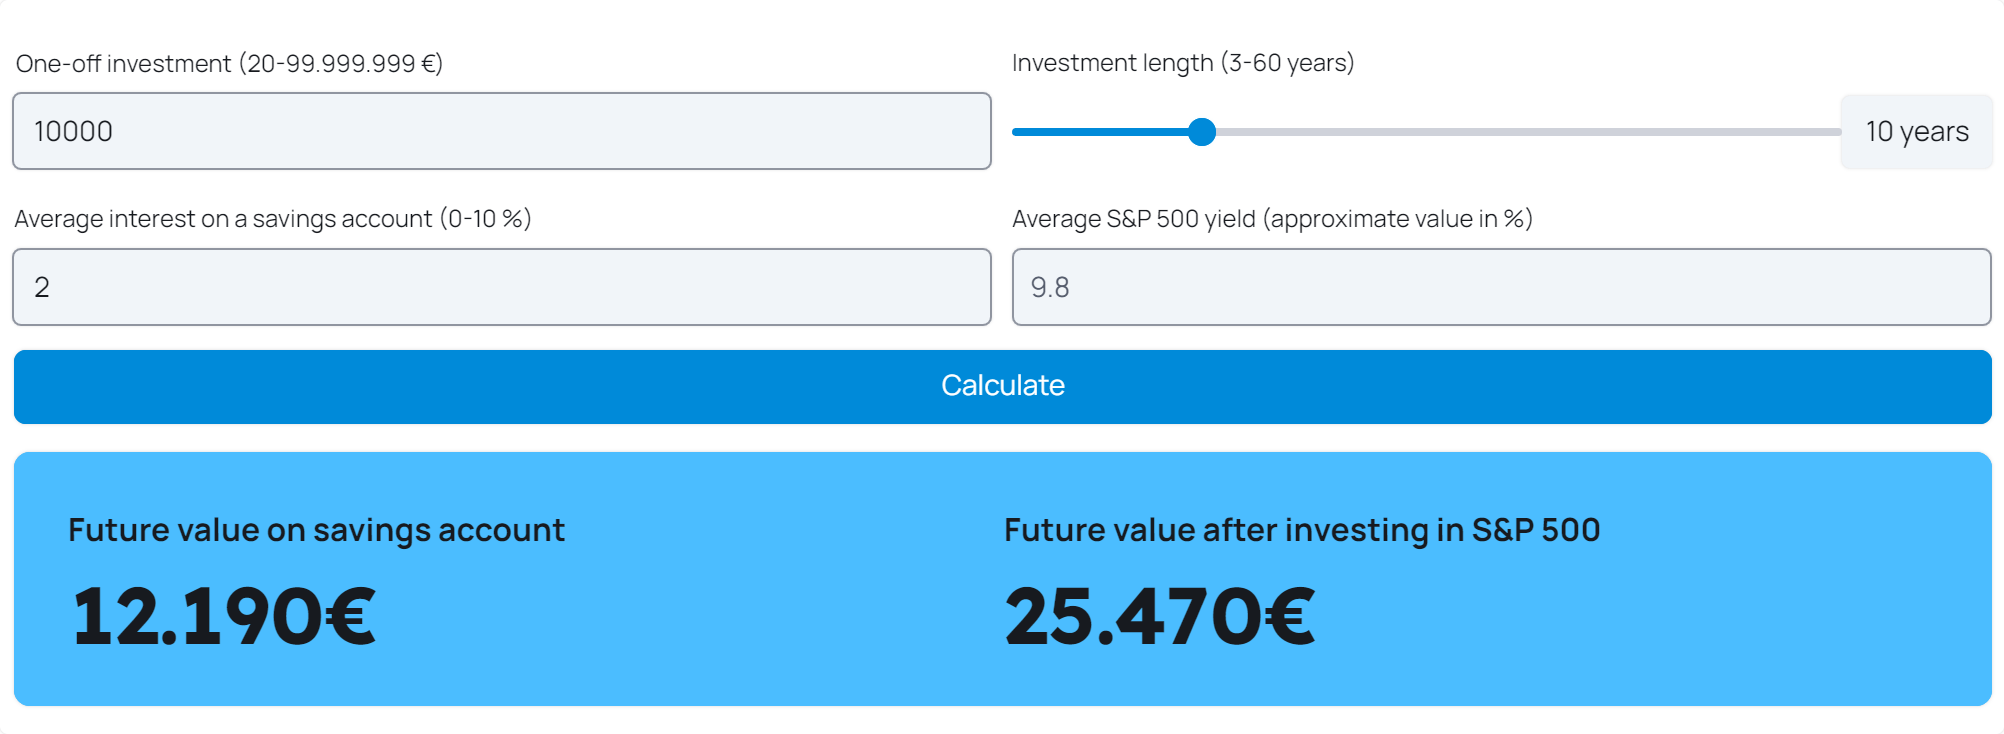 One-off investment (20-99.999.999 €)
Investment length (3-60 years)
10000
10 years
Average interest on a savings account (0-10 %)
Average S&P 500 yield (approximate value in %)
2
9.8
Calculate
Future value on savings account
Future value after investing in S&P 500
12.190€
25.470€